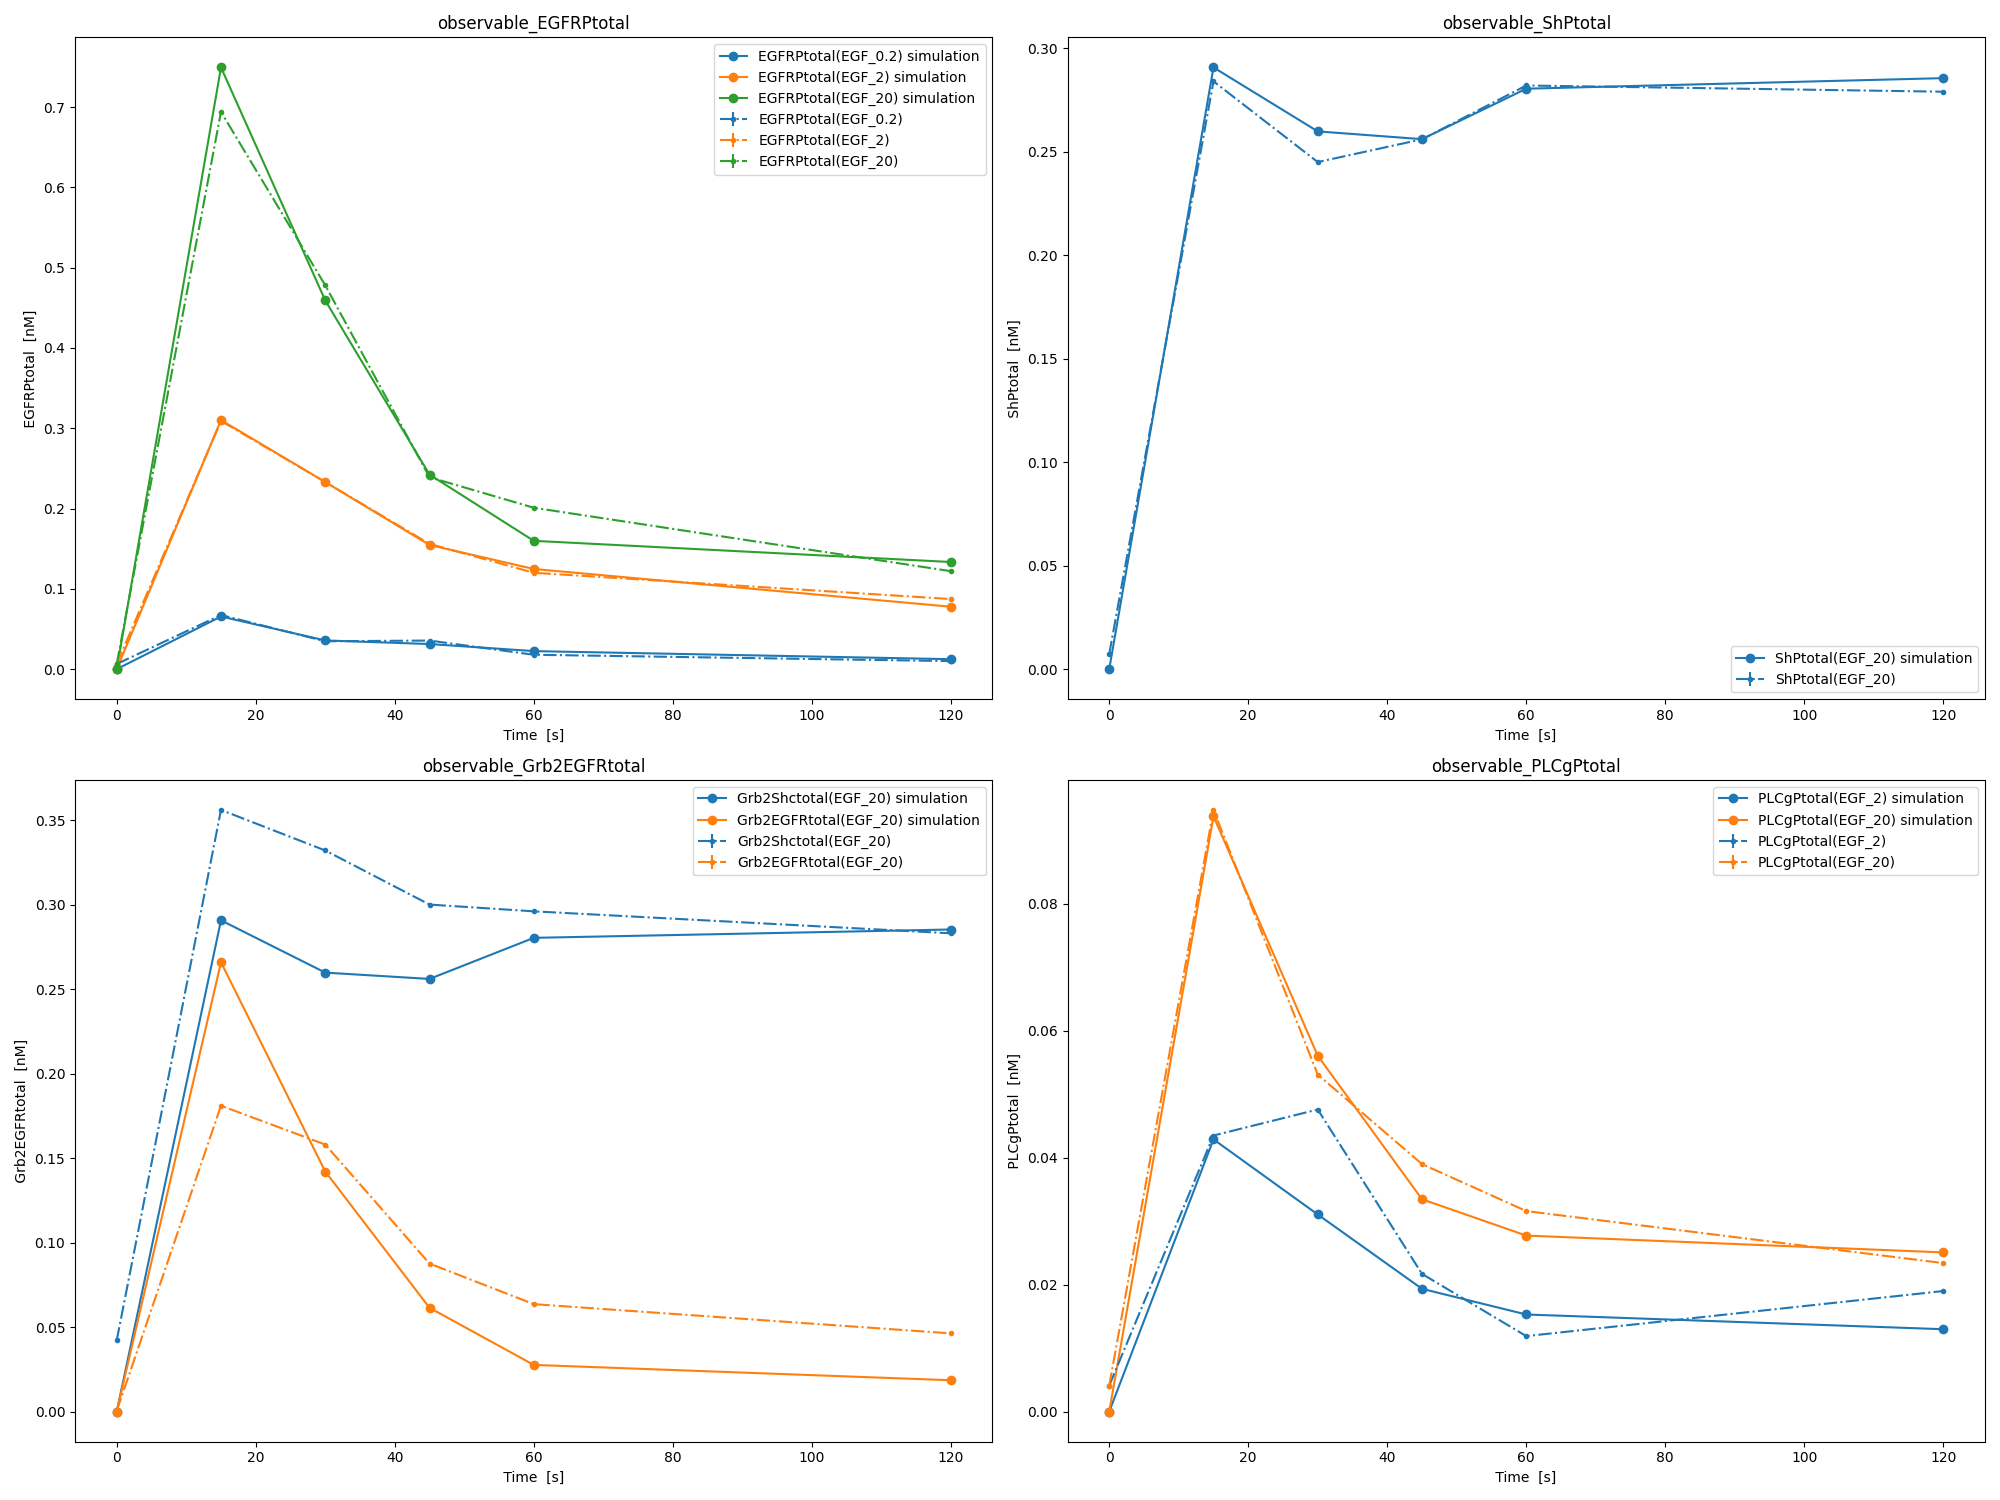 observable_EGFRPtotal
EGFRPtotal(EGF_0.2) simulation
EGFRPtotal(EGF_2) simulation
EGFRPtotal(EGF_20) simulation
EGFRPtotal(EGF_0.2)
EGFRPtotal(EGF_2)
EGFRPtotal(EGF_20)
EGFRPtotal [nM]
0.7
0.6
0.5
0.4
0.3
0.2
0.1
0.0
0 20 40 60 80 100 120
Time [s]
observable_ShPtotal
ShPtotal [nM]
0.30
0.25
0.20
0.15
0.10
0.05
0.00
ShPtotal(EGF_20) simulation
ShPtotal(EGF_20)
0 20 40 60 80 100 120
Time [s]
observable_Grb2EGFRtotal
Grb2Shctotal(EGF_20) simulation
Grb2EGFRtotal(EGF_20) simulation
Grb2Shctotal(EGF_20)
Grb2EGFRtotal(EGF_20)
Grb2EGFRtotal [nM]
0.35
0.30
0.25
0.20
0.15
0.10
0.05
0.00
0 20 40 60 80 100 120
Time [s]
observable_PLCgPtotal
PLCgPtotal(EGF_2) simulation
PLCgPtotal(EGF_20) simulation
PLCgPtotal(EGF_2)
PLCgPtotal(EGF_20)
PLCgPtotal [nM]
0.08
0.06
0.04
0.02
0.00
0 20 40 60 80 100 120
Time [s]